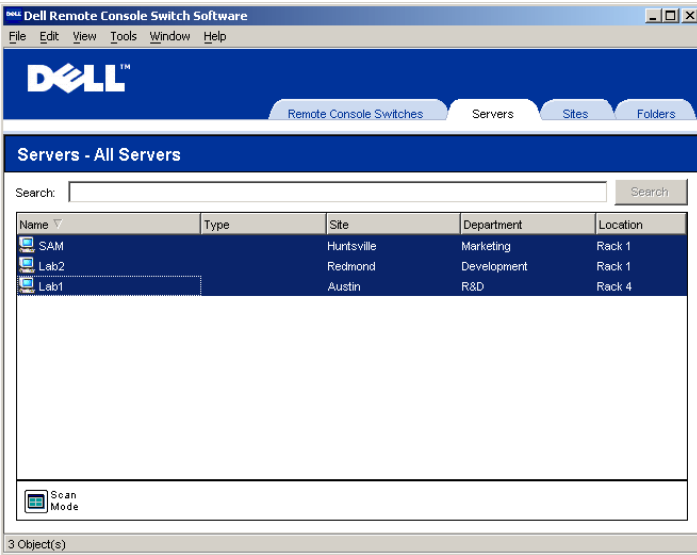 DELL Dell Remote Console Switch Software
File Edit View Tools Window Help
DELL™
Remote Console Switches Servers Sites Folders
Servers - All Servers
Search: Search
Name Type Site Department Location
SAM Huntsville Marketing Rack 1
Lab2 Redmond Development Rack 1
Lab1 Austin R&D Rack 4
Scan
Mode
3 Object(s)